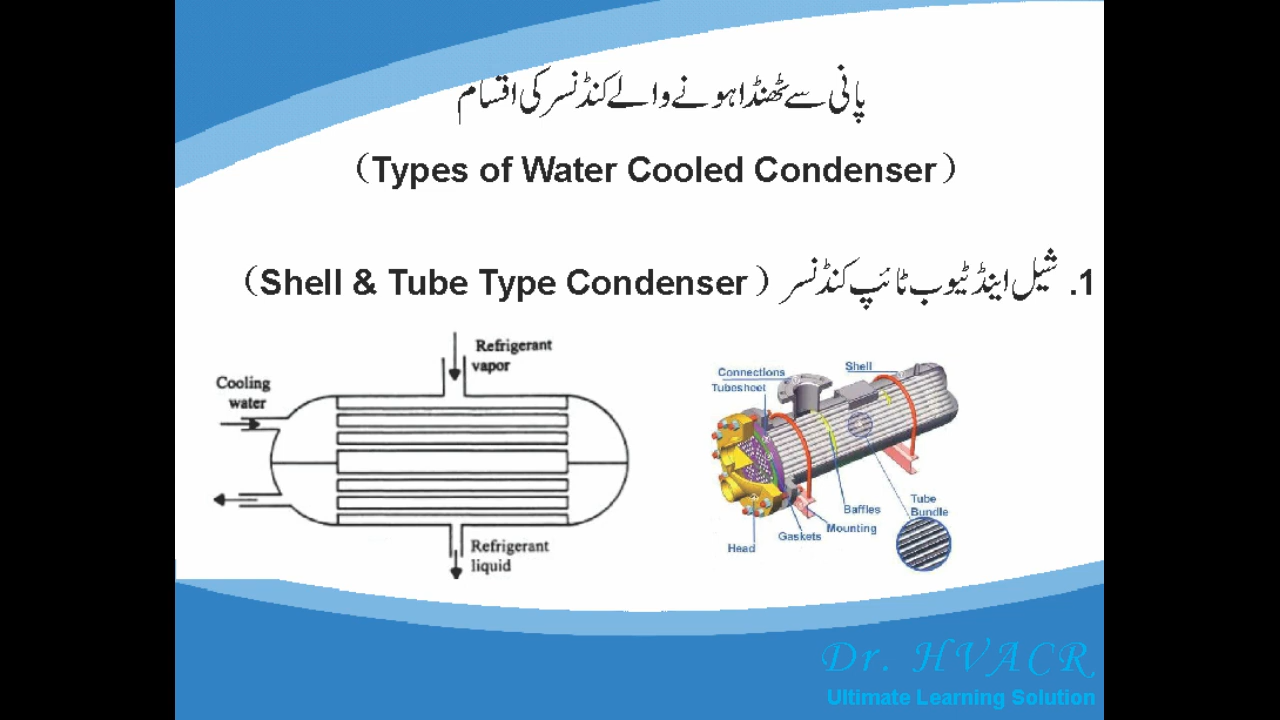 پانی سے ٹھنڈا ہونے والے کنڈنسر کی اقسام
(Types of Water Cooled Condenser)
1. شیل اینڈ ٹیوب ٹائپ کنڈنسر (Shell & Tube Type Condenser)
Refrigerant
vapor
Cooling
water
Refrigerant
liquid
Connections
Tubesheet
Shell
Tube
Bundle
Baffles
Mounting
Gaskets
Head
Dr. HVACR
Ultimate Learning Solution